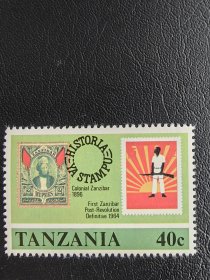 HISTORIA
YA STAMPU
Colonial Zanzibar
1896
First Zanzibar
Post-Revolution
Definitive 1964
TANZANIA
40c